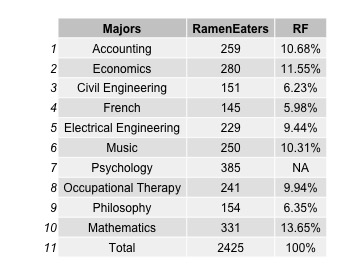 Majors RamenEaters RF
1 Accounting 259 10.68%
2 Economics 280 11.55%
3 Civil Engineering 151 6.23%
4 French 145 5.98%
5 Electrical Engineering 229 9.44%
6 Music 250 10.31%
7 Psychology 385 NA
8 Occupational Therapy 241 9.94%
9 Philosophy 154 6.35%
10 Mathematics 331 13.65%
11 Total 2425 100%